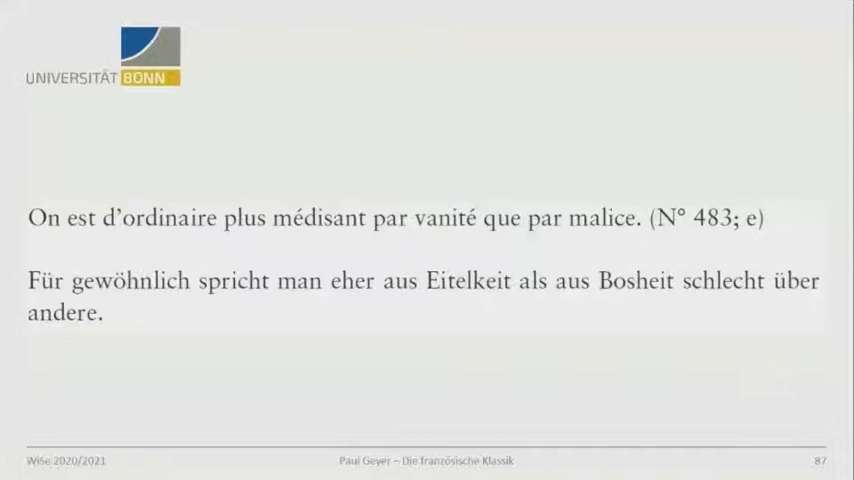 UNIVERSITÄT BONN
On est d’ordinaire plus médisant par vanité que par malice. (N° 483; e)
Für gewöhnlich spricht man eher aus Eitelkeit als aus Bosheit schlecht über
andere.
WiSe 2020/2021 Paul Geyer – Die französische Klassik 87